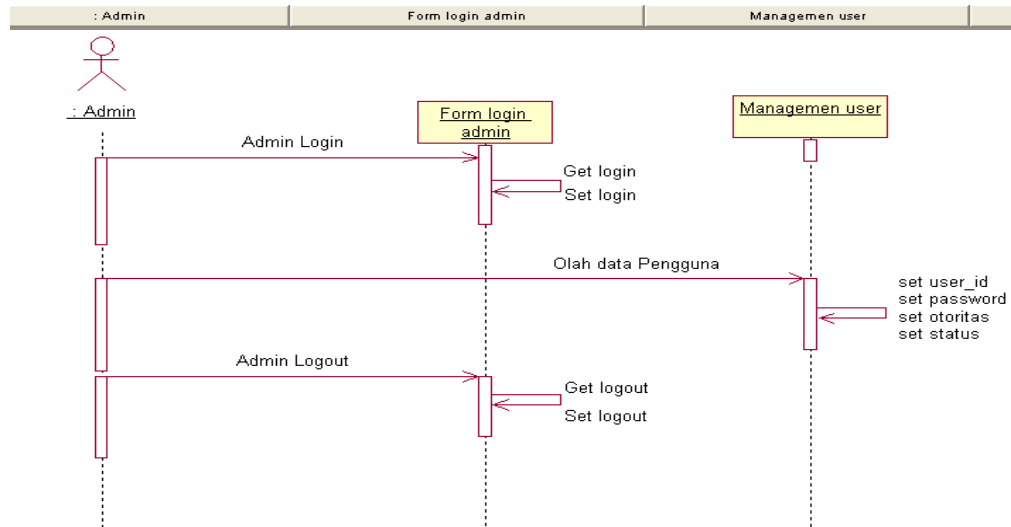 : Admin
Form login admin
Managemen user
: Admin
Form login
admin
Managemen user
Admin Login
Get login
Set login
Olah data Pengguna
set user_id
set password
set otoritas
set status
Admin Logout
Get logout
Set logout